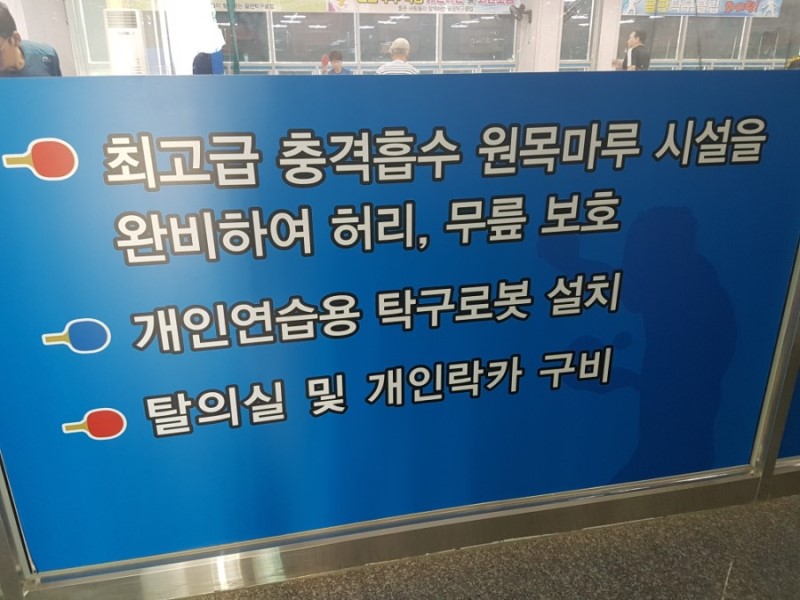 최고급 충격흡수 원목마루 시설을
완비하여 허리, 무릎 보호
개인연습용 탁구로봇 설치
탈의실 및 개인락카 구비